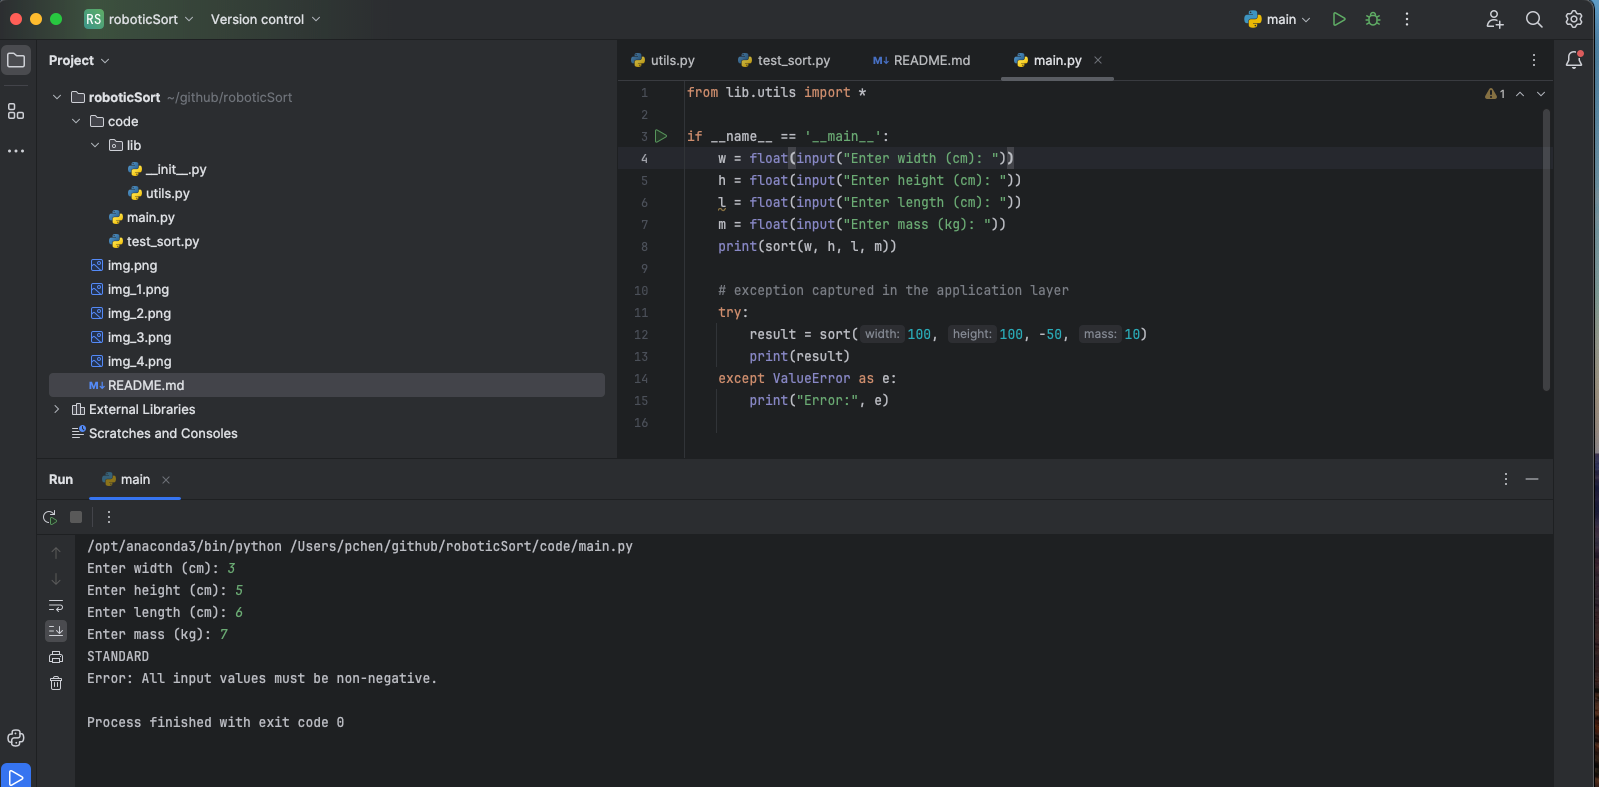 RS roboticSort Version control main
Project
roboticSort ~/github/roboticSort
code
lib
__init__.py
utils.py
main.py
test_sort.py
img.png
img_1.png
img_2.png
img_3.png
img_4.png
M↓ README.md
External Libraries
Scratches and Consoles
utils.py test_sort.py M↓ README.md main.py
1 from lib.utils import *
1
2
3 if __name__ == '__main__':
4 w = float(input("Enter width (cm): "))
5 h = float(input("Enter height (cm): "))
6 l = float(input("Enter length (cm): "))
7 m = float(input("Enter mass (kg): "))
8 print(sort(w, h, l, m))
9
10 # exception captured in the application layer
11 try:
12 result = sort( width: 100, height: 100, -50, mass: 10)
13 print(result)
14 except ValueError as e:
15 print("Error:", e)
16
Run main
/opt/anaconda3/bin/python /Users/pchen/github/roboticSort/code/main.py
Enter width (cm): 3
Enter height (cm): 5
Enter length (cm): 6
Enter mass (kg): 7
STANDARD
Error: All input values must be non-negative.
Process finished with exit code 0